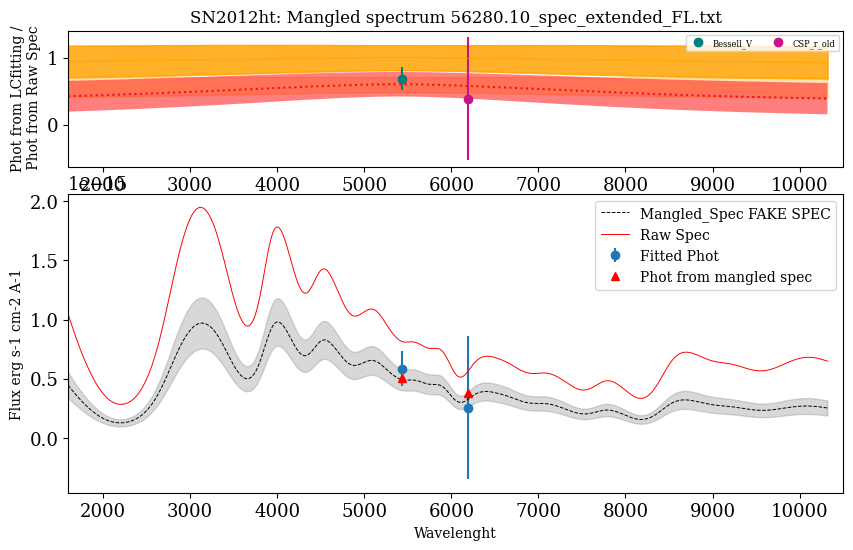 SN2012ht: Mangled spectrum 56280.10_spec_extended_FL.txt
Phot from LCfitting /
Phot from Raw Spec
1
0
Bessell_V
CSP_r_old
2000 3000 4000 5000 6000 7000 8000 9000 10000
1e−15
Flux erg s-1 cm-2 A-1
2.0
1.5
1.0
0.5
0.0
Mangled_Spec FAKE SPEC
Raw Spec
Fitted Phot
Phot from mangled spec
2000 3000 4000 5000 6000 7000 8000 9000 10000
Wavelenght